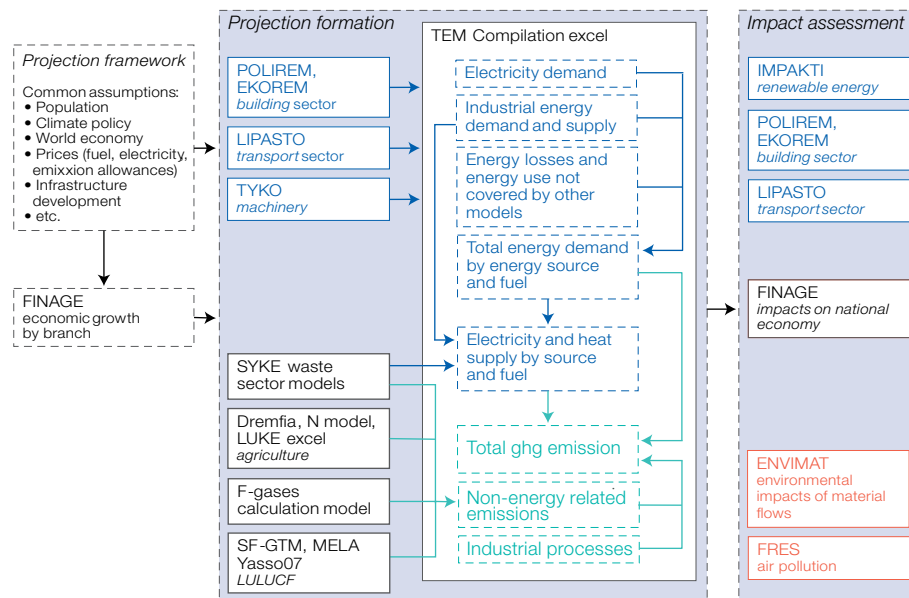 Projection framework
Common assumptions:
• Population
• Climate policy
• World economy
• Prices (fuel, electricity,
emixxion allowances)
• Infrastructure
development
• etc.
FINAGE
economic growth
by branch
Projection formation
POLIREM,
EKOREM
building sector
LIPASTO
transport sector
TYKO
machinery
SYKE waste
sector models
Dremfia, N model,
LUKE excel
agriculture
F-gases
calculation model
SF-GTM, MELA
Yasso07
LULUCF
TEM Compilation excel
Electricity demand
Industrial energy
demand and supply
Energy losses and
energy use not
covered by other
models
Total energy demand
by energy source
and fuel
Electricity and heat
supply by source
and fuel
Total ghg emission
Non-energy related
emissions
Industrial processes
Impact assessment
IMPAKTI
renewable energy
POLIREM,
EKOREM
building sector
LIPASTO
transport sector
FINAGE
impacts on national
economy
ENVIMAT
environmental
impacts of material
flows
FRES
air pollution